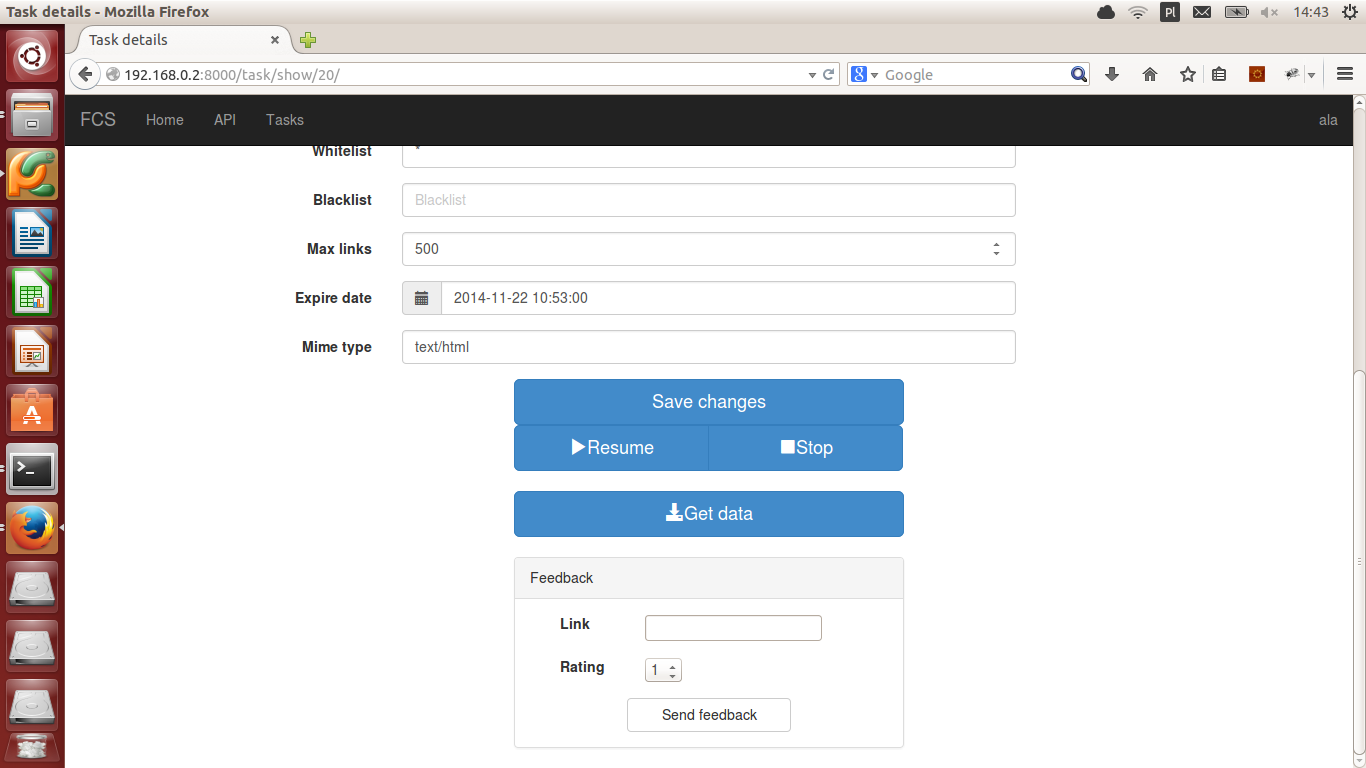 Task details - Mozilla Firefox
Pl
14:43
Task details
192.168.0.2:8000/task/show/20/
Google
FCS Home API Tasks ala
Whitelist *
Blacklist Blacklist
Max links 500
Expire date 2014-11-22 10:53:00
Mime type text/html
Save changes
Resume Stop
Get data
Feedback
Link
Rating 1
Send feedback